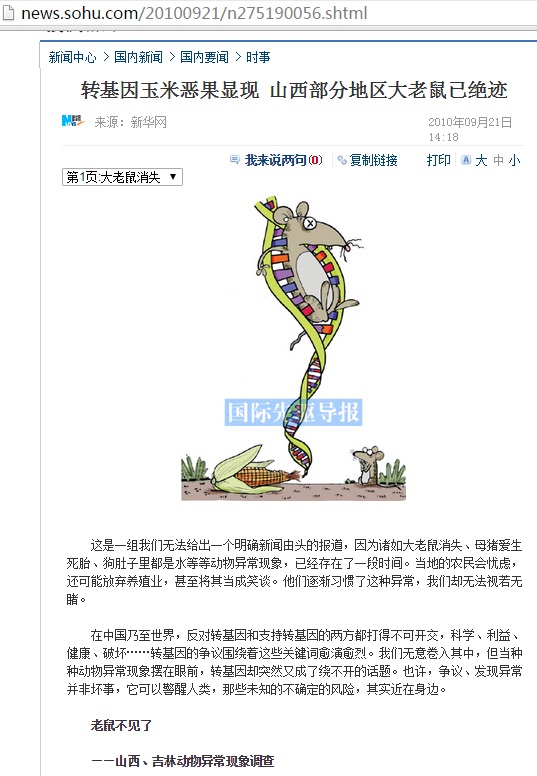 news.sohu.com/20100921/n275190056.shtml
新闻中心 > 国内新闻 > 国内要闻 > 时事
转基因玉米恶果显现 山西部分地区大老鼠已绝迹
来源：新华网
2010年09月21日
14:18
我来说两句(0) 复制链接 打印 A 大 中 小
第1页:大老鼠消失
国际先驱导报
这是一组我们无法给出一个明确新闻由头的报道，因为诸如大老鼠消失、母猪爱生
死胎、狗肚子里都是水等等动物异常现象，已经存在了一段时间。当地的农民会忧虑，
还可能放弃养殖业，甚至将其当成笑谈。他们逐渐习惯了这种异常，我们却无法视若无
睹。
在中国乃至世界，反对转基因和支持转基因的两方都打得不可开交，科学、利益、
健康、破坏……转基因的争议围绕着这些关键词愈演愈烈。我们无意卷入其中，但当种
种动物异常现象摆在眼前，转基因却突然又成了绕不开的话题。也许，争议、发现异常
并非坏事，它可以警醒人类，那些未知的不确定的风险，其实近在身边。
老鼠不见了
——山西、吉林动物异常现象调查